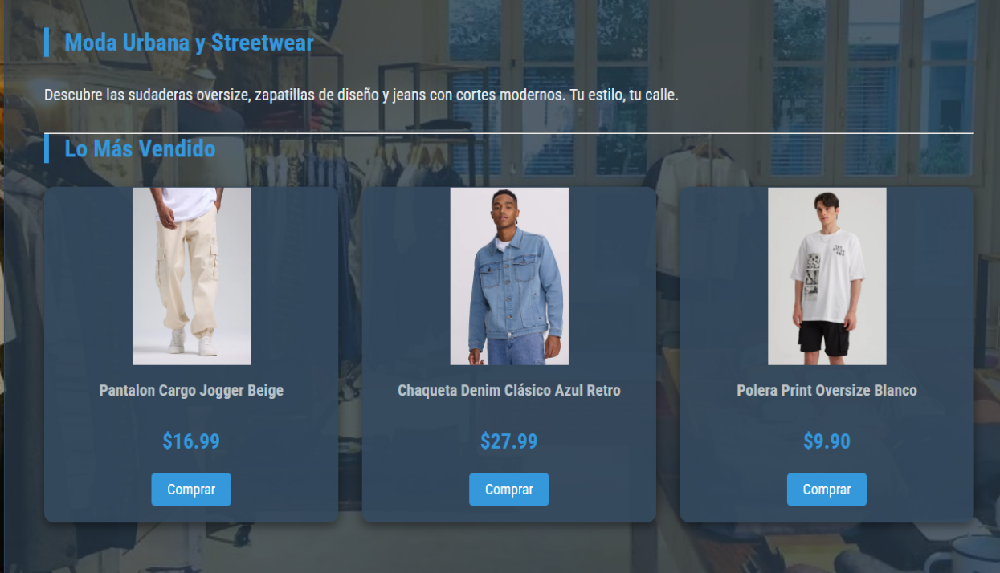 Moda Urbana y Streetwear
Descubre las sudaderas oversize, zapatillas de diseño y jeans con cortes modernos. Tu estilo, tu calle.
Lo Más Vendido
Pantalon Cargo Jogger Beige
Chaqueta Denim Clásico Azul Retro
Polera Print Oversize Blanco
$16.99
$27.99
$9.90
Comprar
Comprar
Comprar